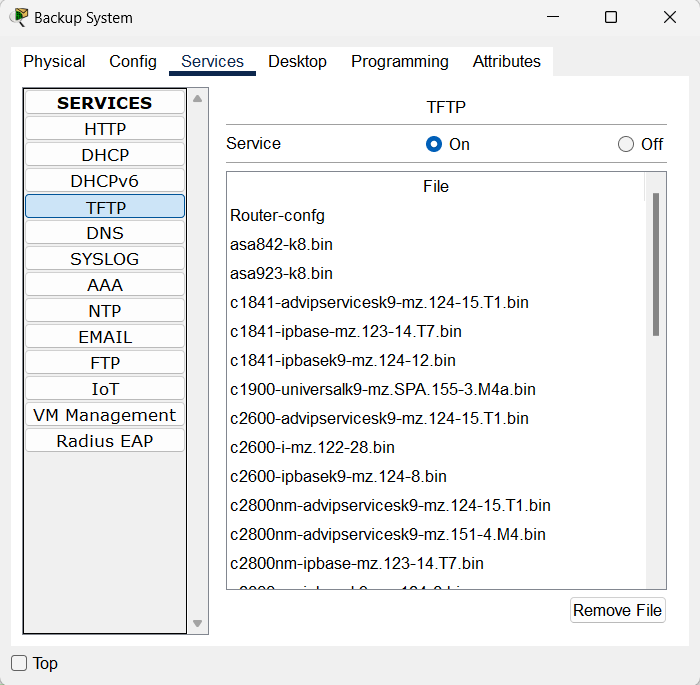 Backup System
Physical Config Services Desktop Programming Attributes
SERVICES
HTTP
DHCP
DHCPv6
TFTP
DNS
SYSLOG
AAA
NTP
EMAIL
FTP
IoT
VM Management
Radius EAP
TFTP
Service On Off
File
Router-confg
asa842-k8.bin
asa923-k8.bin
c1841-advipservicesk9-mz.124-15.T1.bin
c1841-ipbase-mz.123-14.T7.bin
c1841-ipbasek9-mz.124-12.bin
c1900-universalk9-mz.SPA.155-3.M4a.bin
c2600-advipservicesk9-mz.124-15.T1.bin
c2600-i-mz.122-28.bin
c2600-ipbasek9-mz.124-8.bin
c2800nm-advipservicesk9-mz.124-15.T1.bin
c2800nm-advipservicesk9-mz.151-4.M4.bin
c2800nm-ipbase-mz.123-14.T7.bin
Remove File
Top